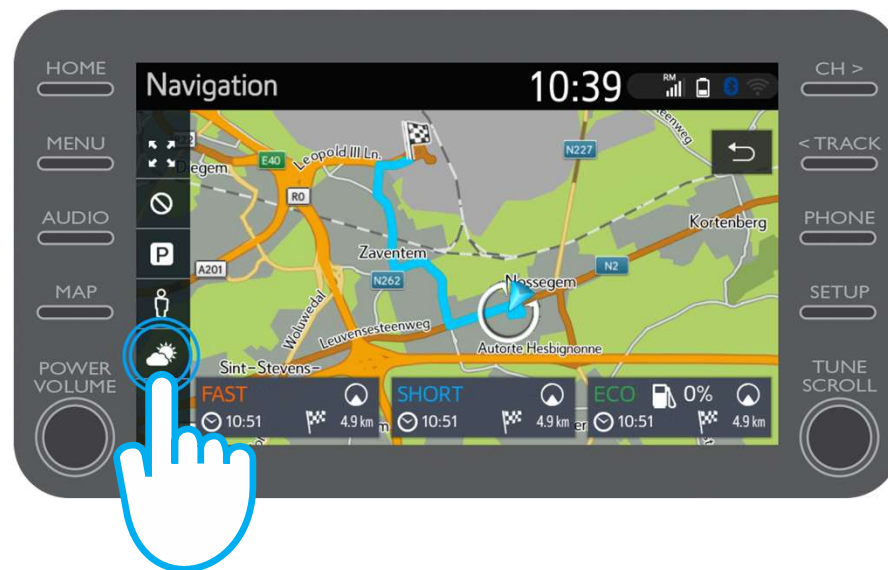 HOME
MENU
AUDIO
MAP
POWER
VOLUME
Navigation
10:39
RM
CH >
< TRACK
PHONE
SETUP
TUNE
SCROLL
P
E40
Leopold III Ln.
egem
R0
A201
N227
Kortenberg
Zaventem
N262
N2
Nossegem
Woluwedal
Leuvensesteenweg
Autorte Hesbignonne
Sint-Stevens-
FAST
10:51
4.9 km
SHORT
10:51
4.9 km
ECO
0%
10:51
4.9 km